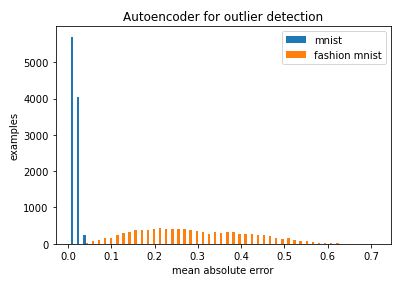 Autoencoder for outlier detection
mnist
fashion mnist
5000
4000
3000
2000
1000
0
examples
0.0 0.1 0.2 0.3 0.4 0.5 0.6 0.7
mean absolute error